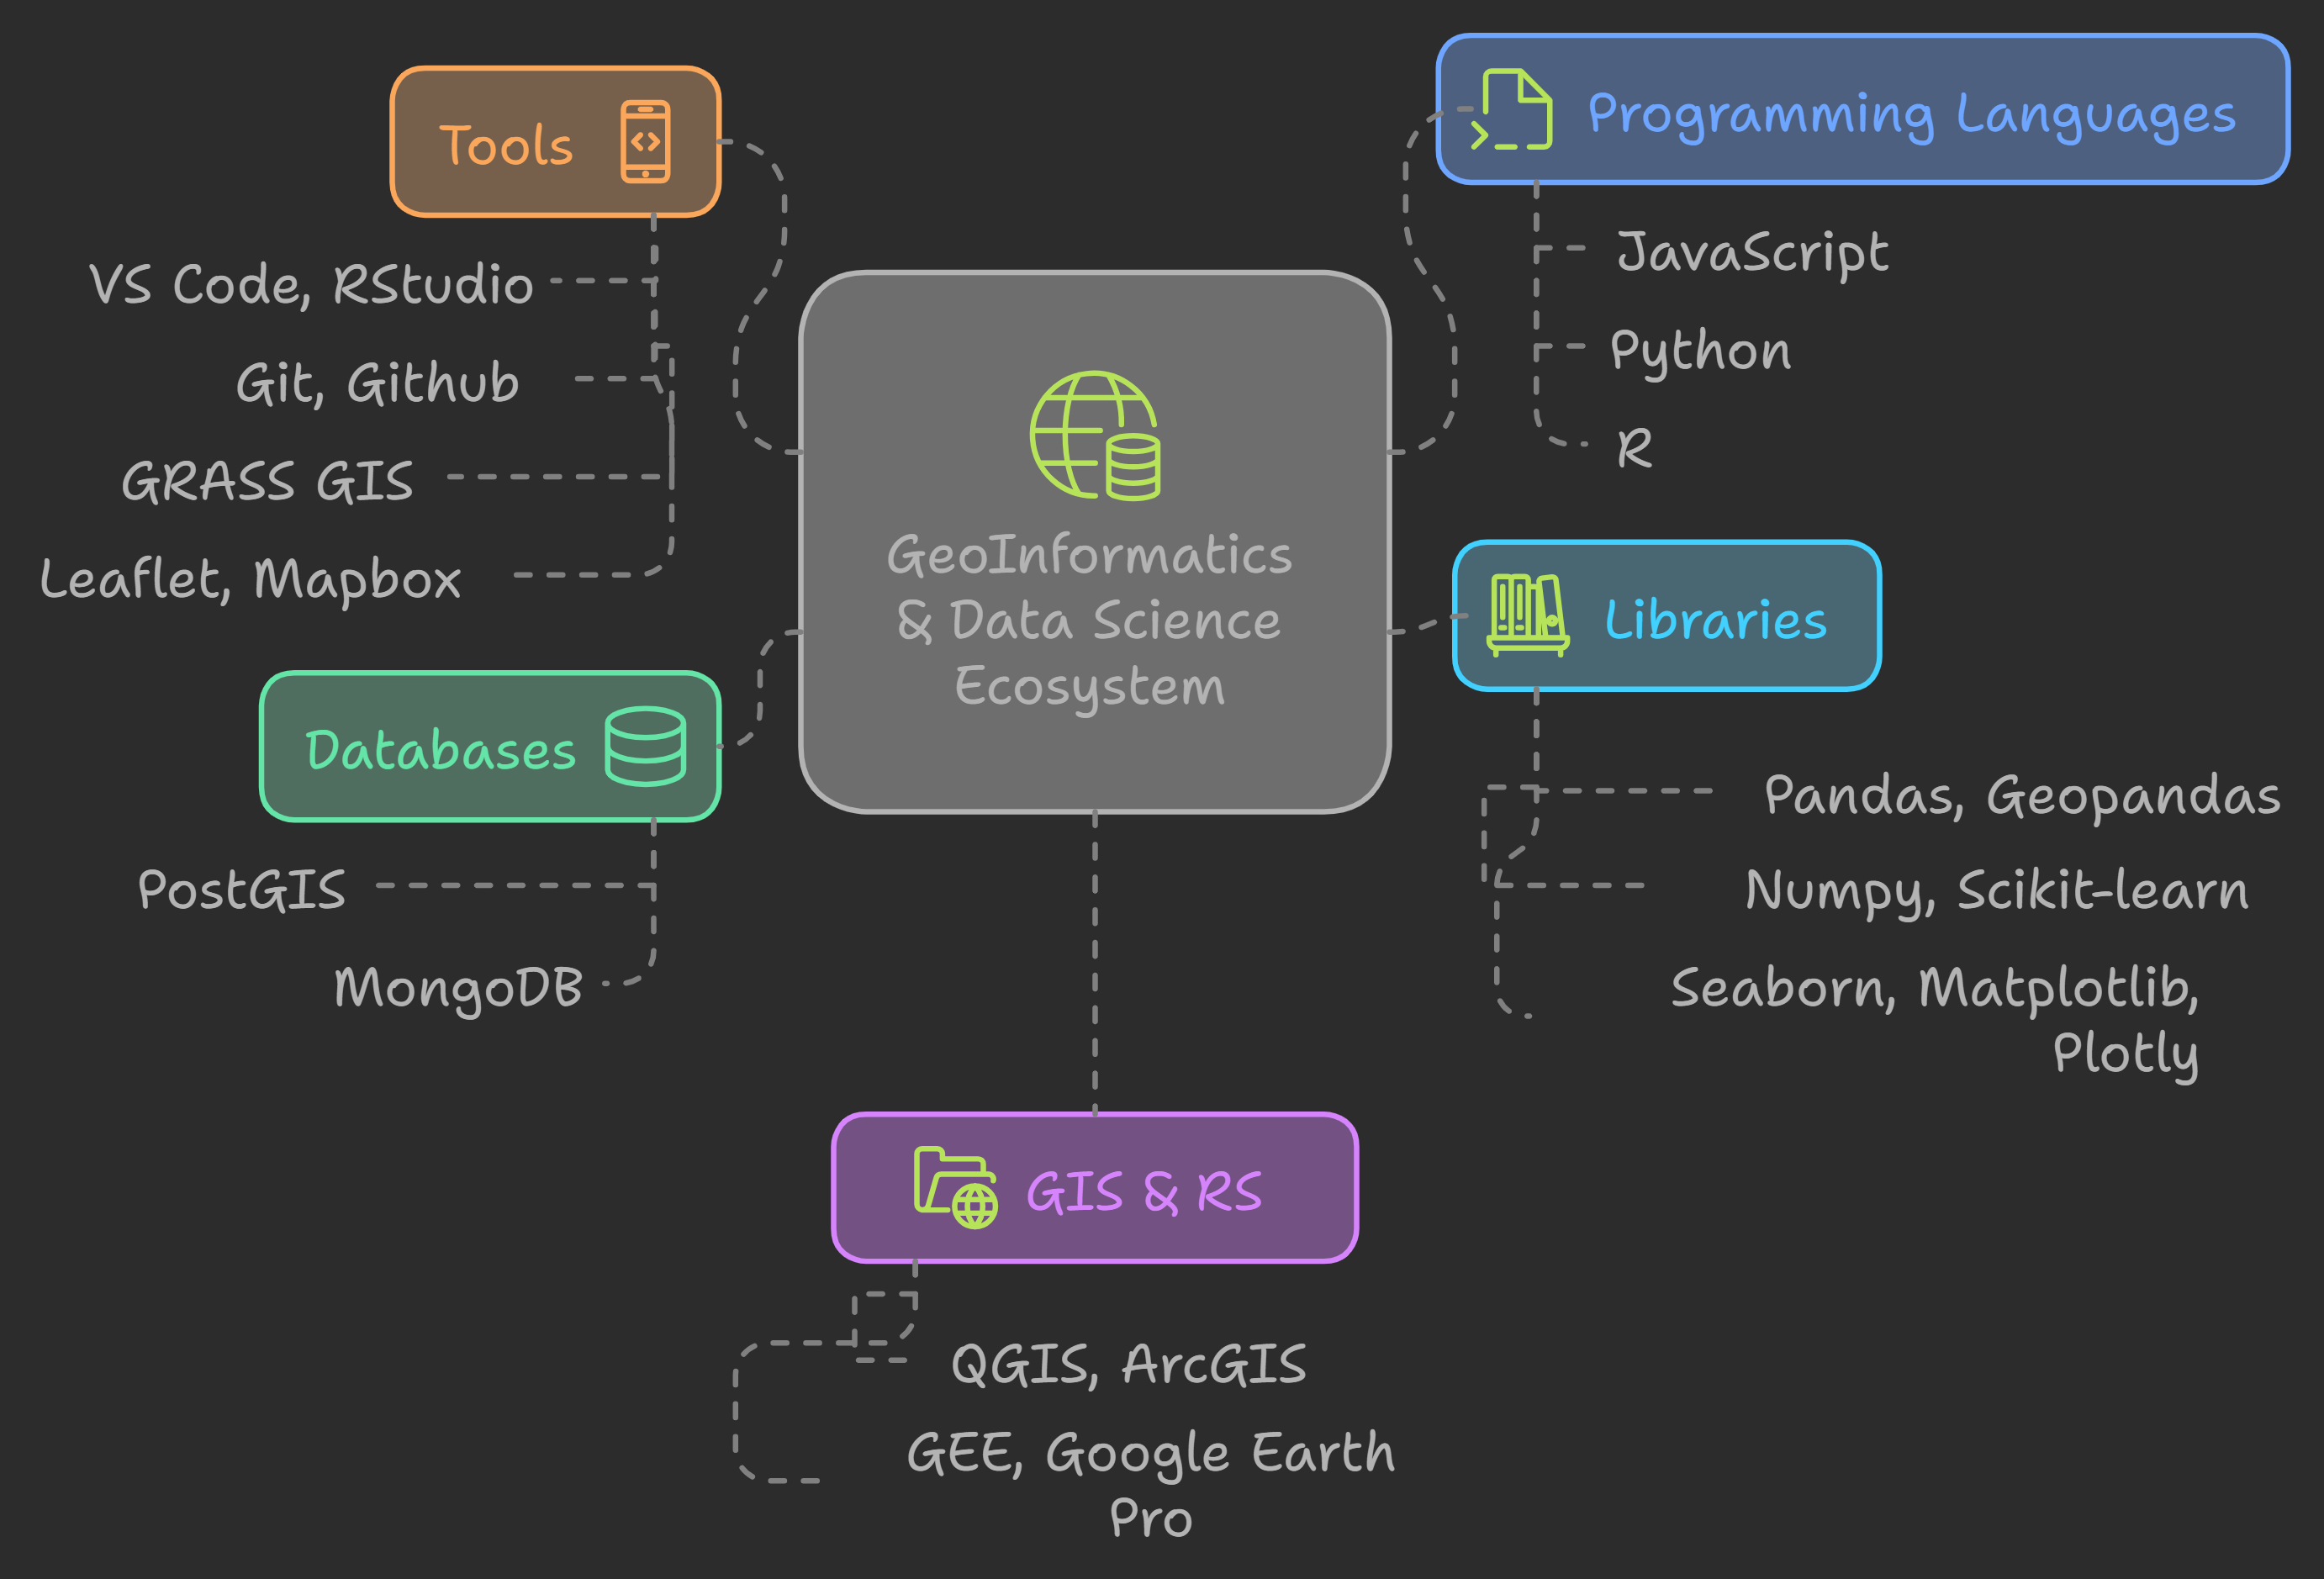 Tools
VS Code, Rstudio
Git, Github
GRASS GIS
Leaflet, Mapbox
Databases
PostGIS
MongoDB
GeoInformatics
& Data Science
Ecosystem
Programming Languages
JavaScript
Python
R
Libraries
Pandas, Geopandas
Numpy, Scikit-learn
Seaborn, Matplotlib,
Plotly
GIS & RS
QGIS, ArcGIS
GEE, Google Earth
Pro